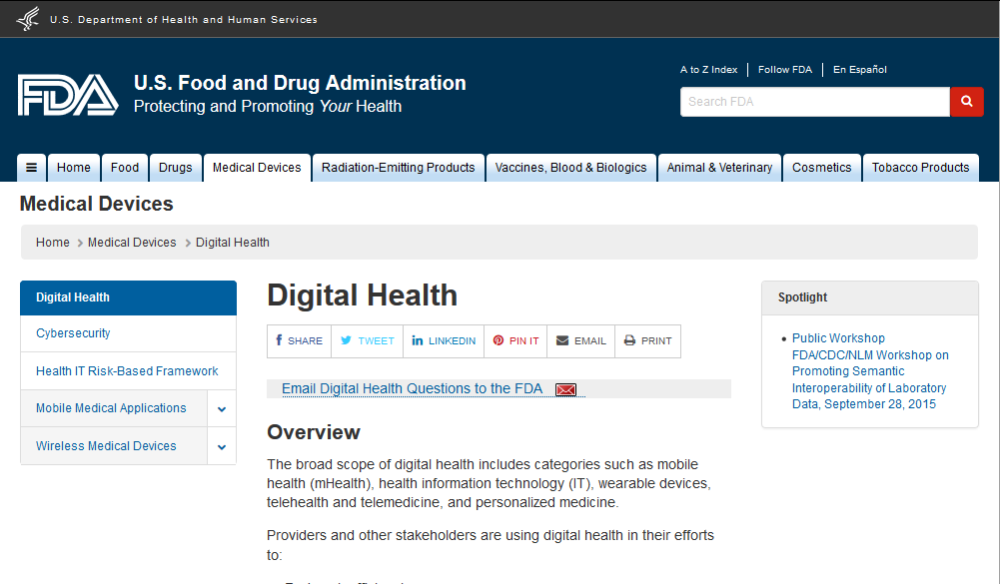 U.S. Department of Health and Human Services
FDA
U.S. Food and Drug Administration
Protecting and Promoting Your Health
A to Z Index
Follow FDA
En Español
Search FDA
Home
Food
Drugs
Medical Devices
Radiation-Emitting Products
Vaccines, Blood & Biologics
Animal & Veterinary
Cosmetics
Tobacco Products
Medical Devices
Home
Medical Devices
Digital Health
Digital Health
Cybersecurity
Health IT Risk-Based Framework
Mobile Medical Applications
Wireless Medical Devices
Digital Health
SHARE
TWEET
LINKEDIN
PIN IT
EMAIL
PRINT
Email Digital Health Questions to the FDA
Overview
The broad scope of digital health includes categories such as mobile
health (mHealth), health information technology (IT), wearable devices,
telehealth and telemedicine, and personalized medicine.
Providers and other stakeholders are using digital health in their efforts
to:
Spotlight
Public Workshop
FDA/CDC/NLM Workshop on
Promoting Semantic
Interoperability of Laboratory
Data, September 28, 2015